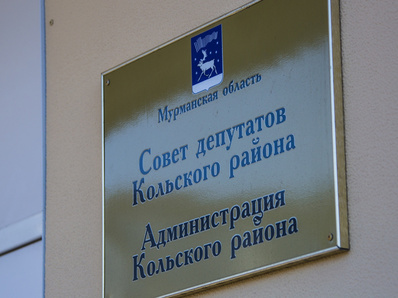 Мурманская область
Совет депутатов
Кольского района
Администрация
Кольского района